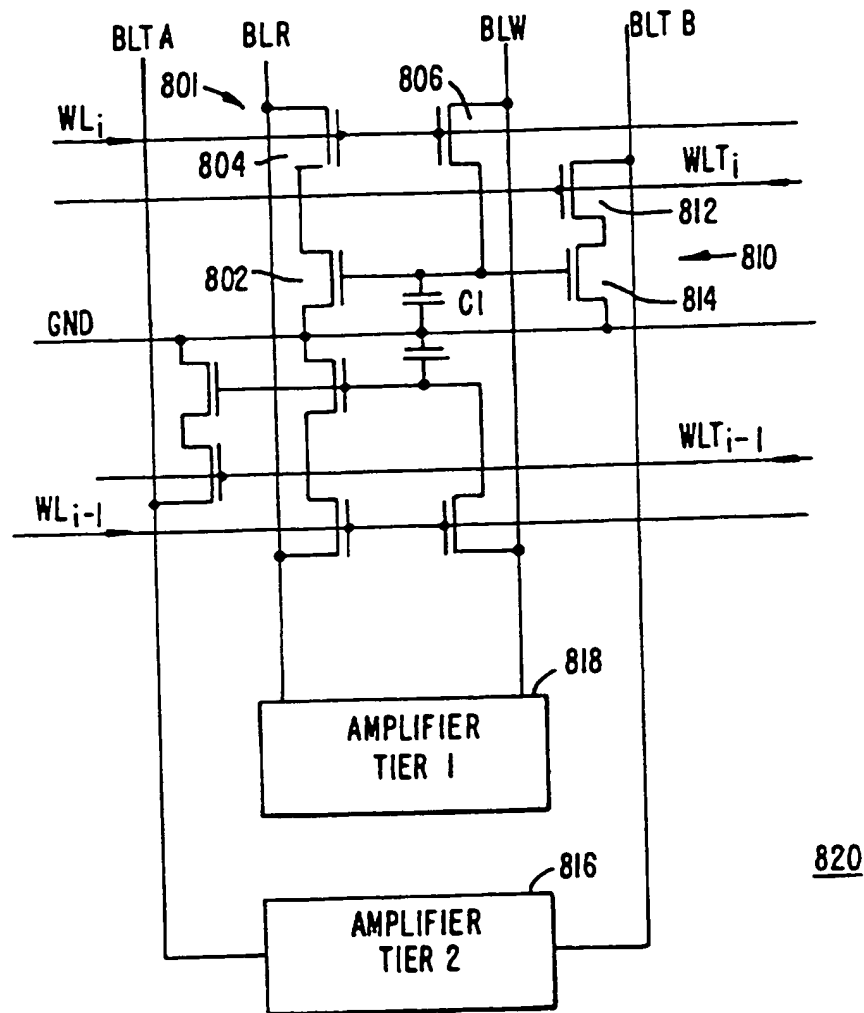 BLT A BLR BLW BLT B
801 806
WLi
804 WLTi
812
802 810
C1 814
GND
WLTi-1
WLi-1
818
AMPLIFIER
TIER 1
816
820
AMPLIFIER
TIER 2